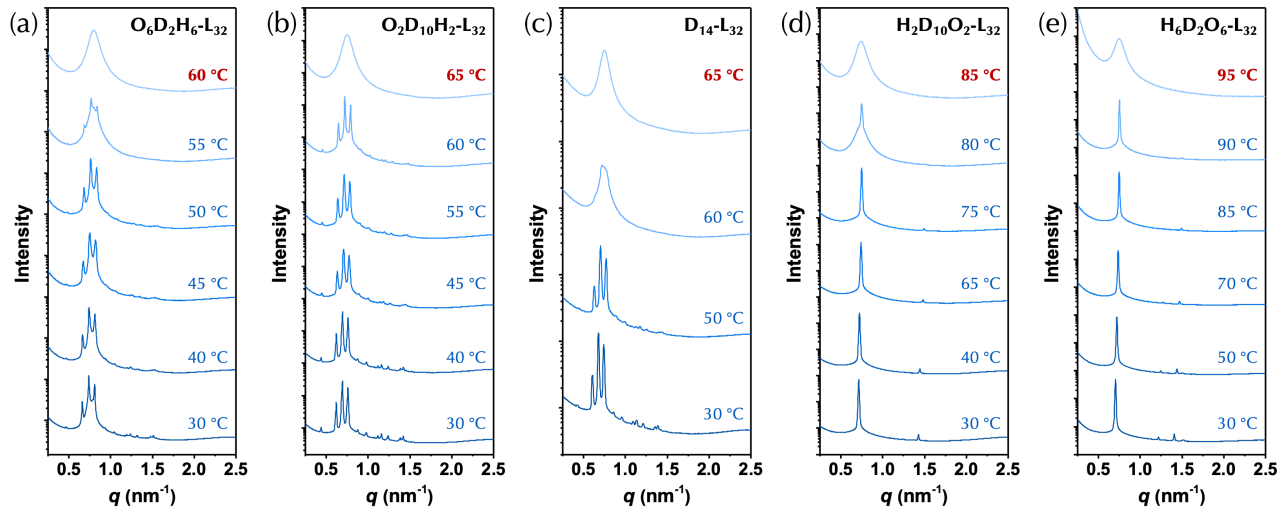 (a) O₆D₂H₆-L₃₂
60 °C
55 °C
50 °C
45 °C
40 °C
30 °C
Intensity
0.5 1.0 1.5 2.0 2.5
q (nm⁻¹)
(b) O₂D₁₀H₂-L₃₂
65 °C
60 °C
55 °C
45 °C
40 °C
30 °C
Intensity
0.5 1.0 1.5 2.0 2.5
q (nm⁻¹)
(c) D₁₄-L₃₂
65 °C
60 °C
50 °C
30 °C
Intensity
0.5 1.0 1.5 2.0 2.5
q (nm⁻¹)
(d) H₂D₁₀O₂-L₃₂
85 °C
80 °C
75 °C
65 °C
40 °C
30 °C
Intensity
0.5 1.0 1.5 2.0 2.5
q (nm⁻¹)
(e) H₆D₂O₆-L₃₂
95 °C
90 °C
85 °C
70 °C
50 °C
30 °C
Intensity
0.5 1.0 1.5 2.0 2.5
q (nm⁻¹)